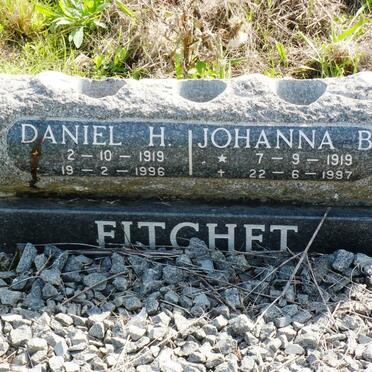 DANIEL H. JOHANNA B
2-10-1919 * 7-9-1919
19-2-1996 + 22-6-1997
FITCHET